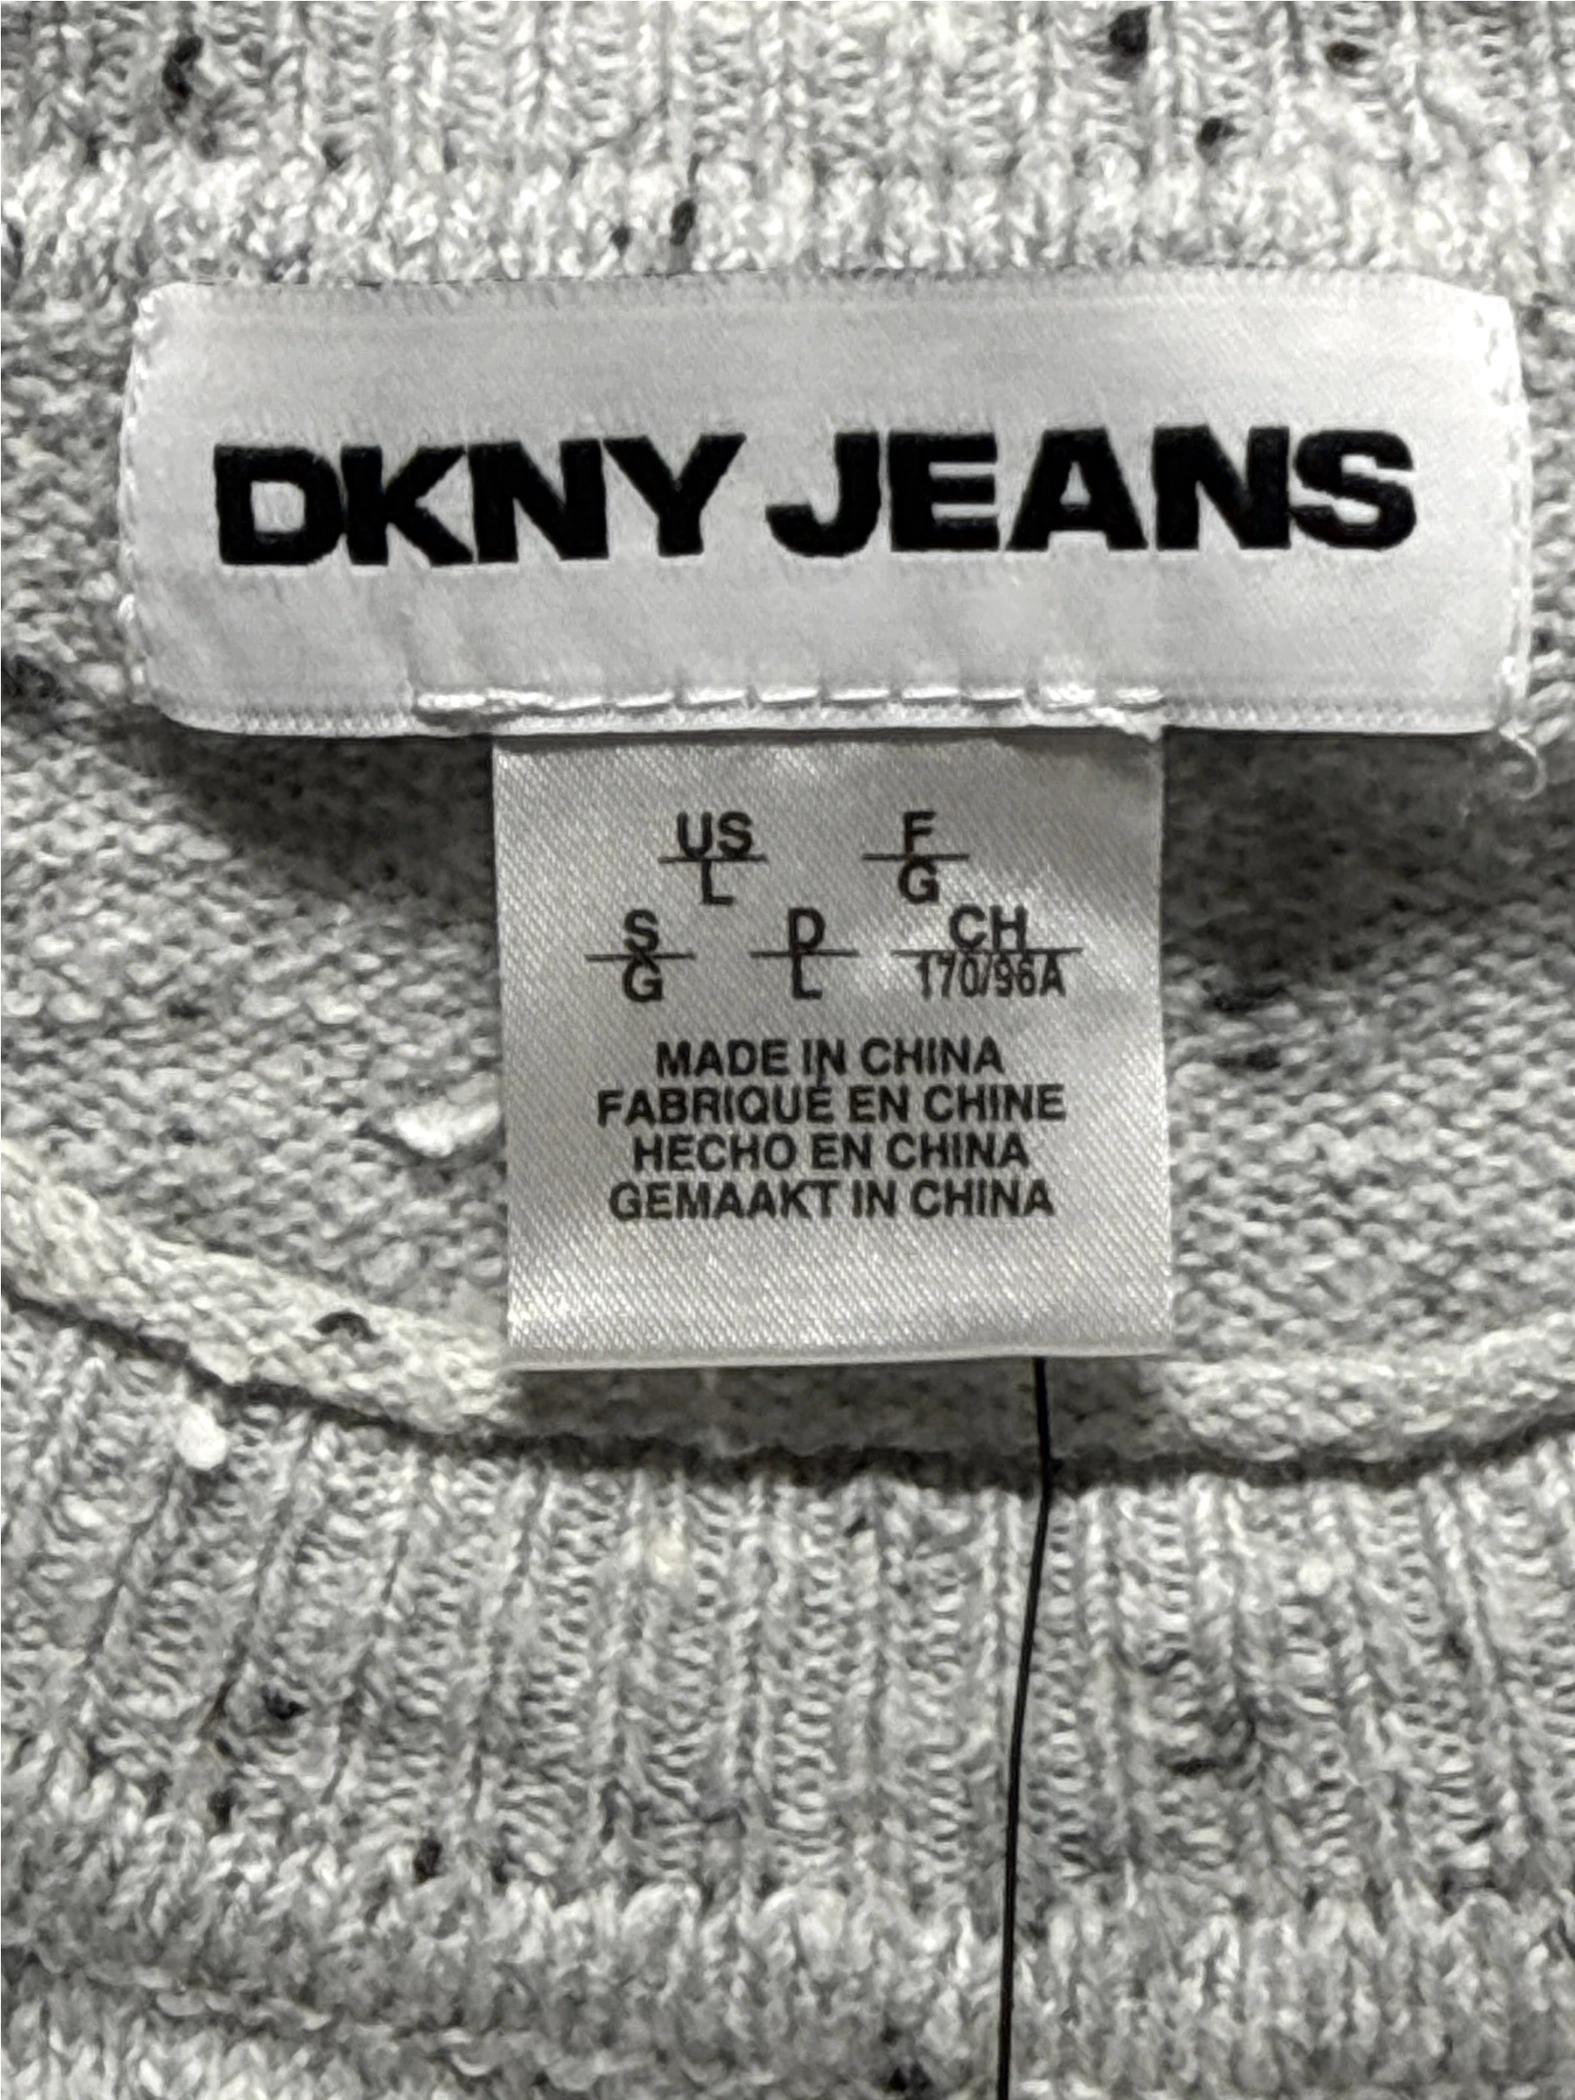 DKNY JEANS
US F
L G
S D CH
G L 170/96A
MADE IN CHINA
FABRIQUÉ EN CHINE
HECHO EN CHINA
GEMAAKT IN CHINA